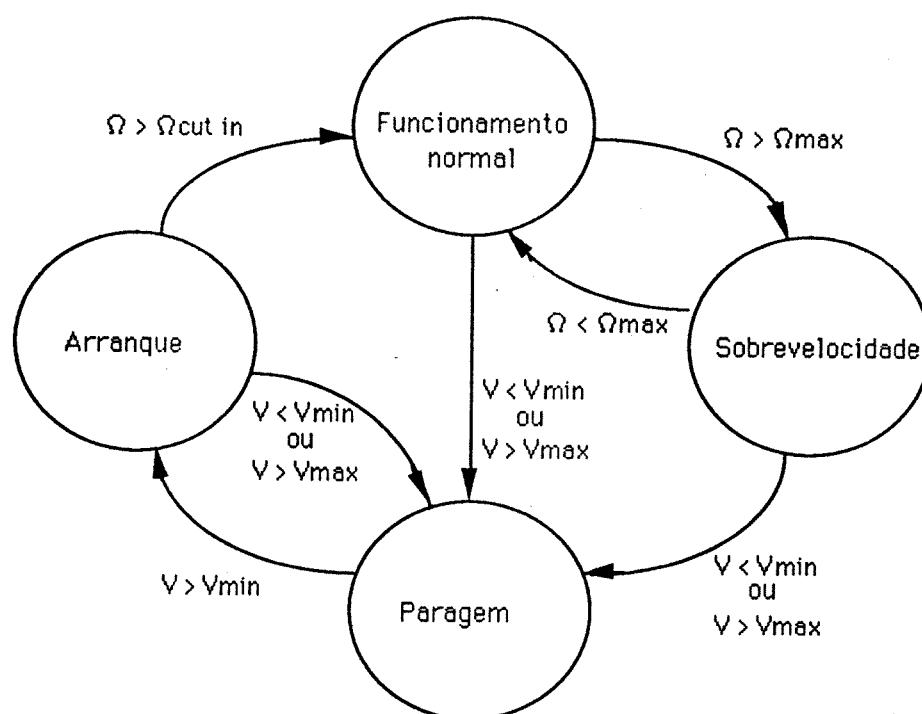 Funcionamento
normal
Ω > Ωcut in
Ω > Ωmax
Ω < Ωmax
Arranque
Sobrevelocidade
V < Vmin
ou
V > Vmax
V < Vmin
ou
V > Vmax
V > Vmin
Paragem
V < Vmin
ou
V > Vmax